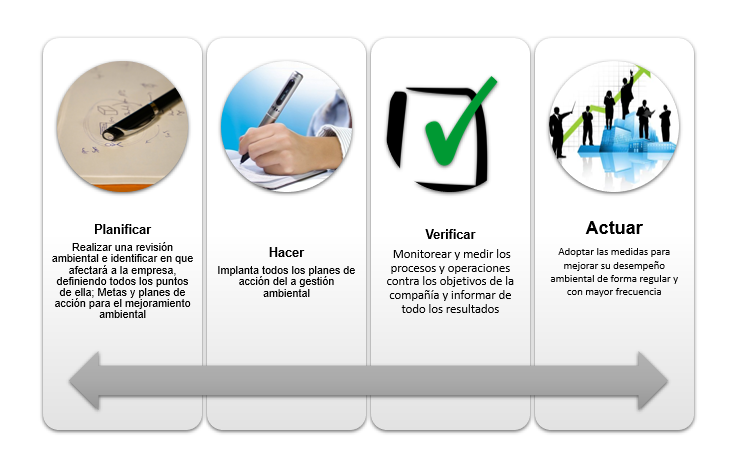 Planificar
Realizar una revisión
ambiental e identificar en que
afectará a la empresa,
definiendo todos los puntos
de ella; Metas y planes de
acción para el mejoramiento
ambiental
Hacer
Implanta todos los planes de
acción del a gestión
ambiental
Verificar
Monitorear y medir los
procesos y operaciones
contra los objetivos de la
compañía y informar de
todo los resultados
Actuar
Adoptar las medidas para
mejorar su desempeño
ambiental de forma regular y
con mayor frecuencia